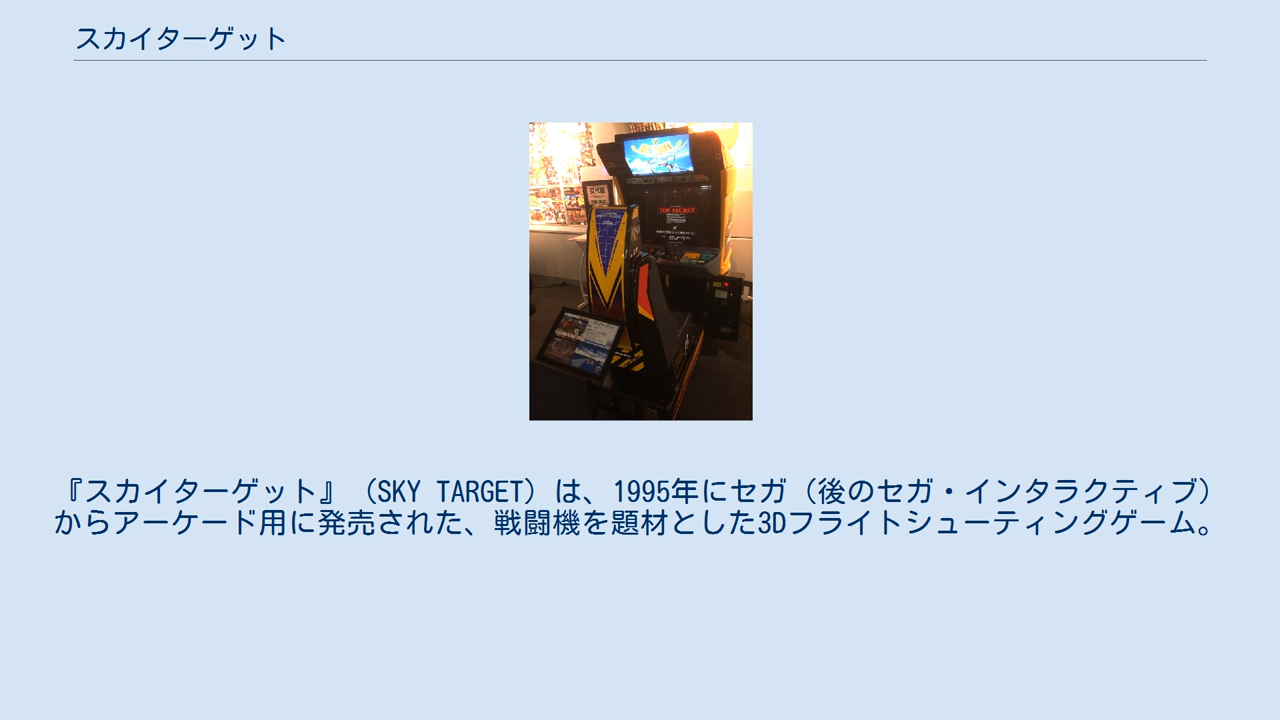 スカイターゲット
TOP SECRET
『スカイターゲット』（SKY TARGET）は、1995年にセガ（後のセガ・インタラクティブ）
からアーケード用に発売された、戦闘機を題材とした3Dフライトシューティングゲーム。